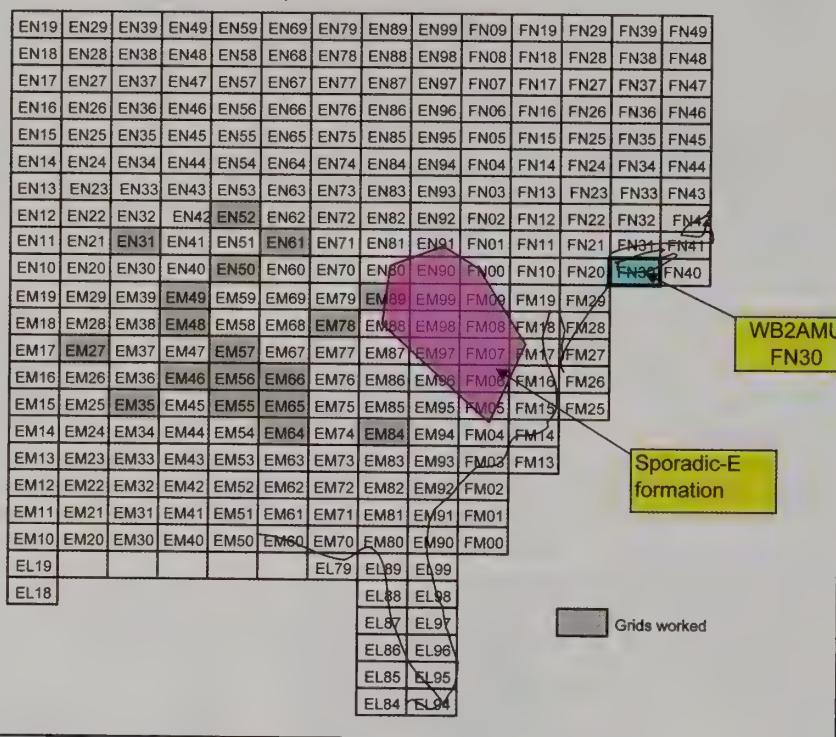 EN19 EN29 EN39 EN49 EN59 EN69 EN79 EN89 EN99 FN09 FN19 FN29 FN39 FN49
EN18 EN28 EN38 EN48 EN58 EN68 EN78 EN88 EN98 FN08 FN18 FN28 FN38 FN48
EN17 EN27 EN37 EN47 EN57 EN67 EN77 EN87 EN97 FN07 FN17 FN27 FN37 FN47
EN16 EN26 EN36 EN46 EN56 EN66 EN76 EN86 EN96 FN06 FN16 FN26 FN36 FN46
EN15 EN25 EN35 EN45 EN55 EN65 EN75 EN85 EN95 FN05 FN15 FN25 FN35 FN45
EN14 EN24 EN34 EN44 EN54 EN64 EN74 EN84 EN94 FN04 FN14 FN24 FN34 FN44
EN13 EN23 EN33 EN43 EN53 EN63 EN73 EN83 EN93 FN03 FN13 FN23 FN33 FN43
EN12 EN22 EN32 EN42 EN52 EN62 EN72 EN82 EN92 FN02 FN12 FN22 FN32 FN42
EN11 EN21 EN31 EN41 EN51 EN61 EN71 EN81 EN91 FN01 FN11 FN21 FN31 FN41
EN10 EN20 EN30 EN40 EN50 EN60 EN70 EN80 EN90 FN00 FN10 FN20 FN30 FN40
EM19 EM29 EM39 EM49 EM59 EM69 EM79 EM89 EM99 FM09 FM19 FM29
EM18 EM28 EM38 EM48 EM58 EM68 EM78 EM88 EM98 FM08 FM18 FM28
EM17 EM27 EM37 EM47 EM57 EM67 EM77 EM87 EM97 FM07 FM17 FM27
EM16 EM26 EM36 EM46 EM56 EM66 EM76 EM86 EM96 FM06 FM16 FM26
EM15 EM25 EM35 EM45 EM55 EM65 EM75 EM85 EM95 FM05 FM15 FM25
EM14 EM24 EM34 EM44 EM54 EM64 EM74 EM84 EM94 FM04 FM14
EM13 EM23 EM33 EM43 EM53 EM63 EM73 EM83 EM93 FM03 FM13
EM12 EM22 EM32 EM42 EM52 EM62 EM72 EM82 EM92 FM02
EM11 EM21 EM31 EM41 EM51 EM61 EM71 EM81 EM91 FM01
EM10 EM20 EM30 EM40 EM50 EM60 EM70 EM80 EM90 FM00
EL19 EL79 EL89 EL99
EL18 EL88 EL98
EL87 EL97
EL86 EL96
EL85 EL95
EL84 EL94
WB2AMU
FN30
Sporadic-E
formation
Grids worked